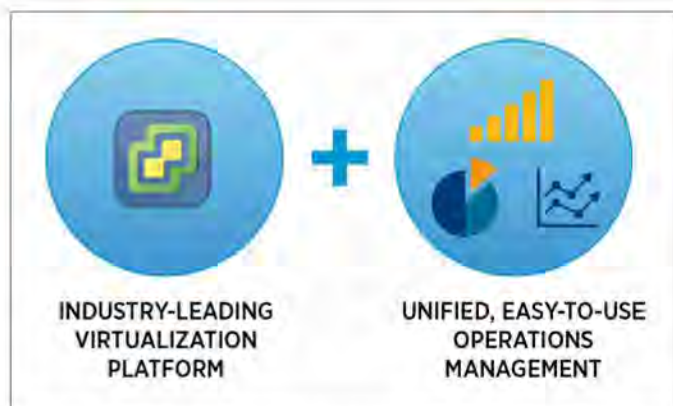 INDUSTRY-LEADING
VIRTUALIZATION
PLATFORM
UNIFIED, EASY-TO-USE
OPERATIONS
MANAGEMENT